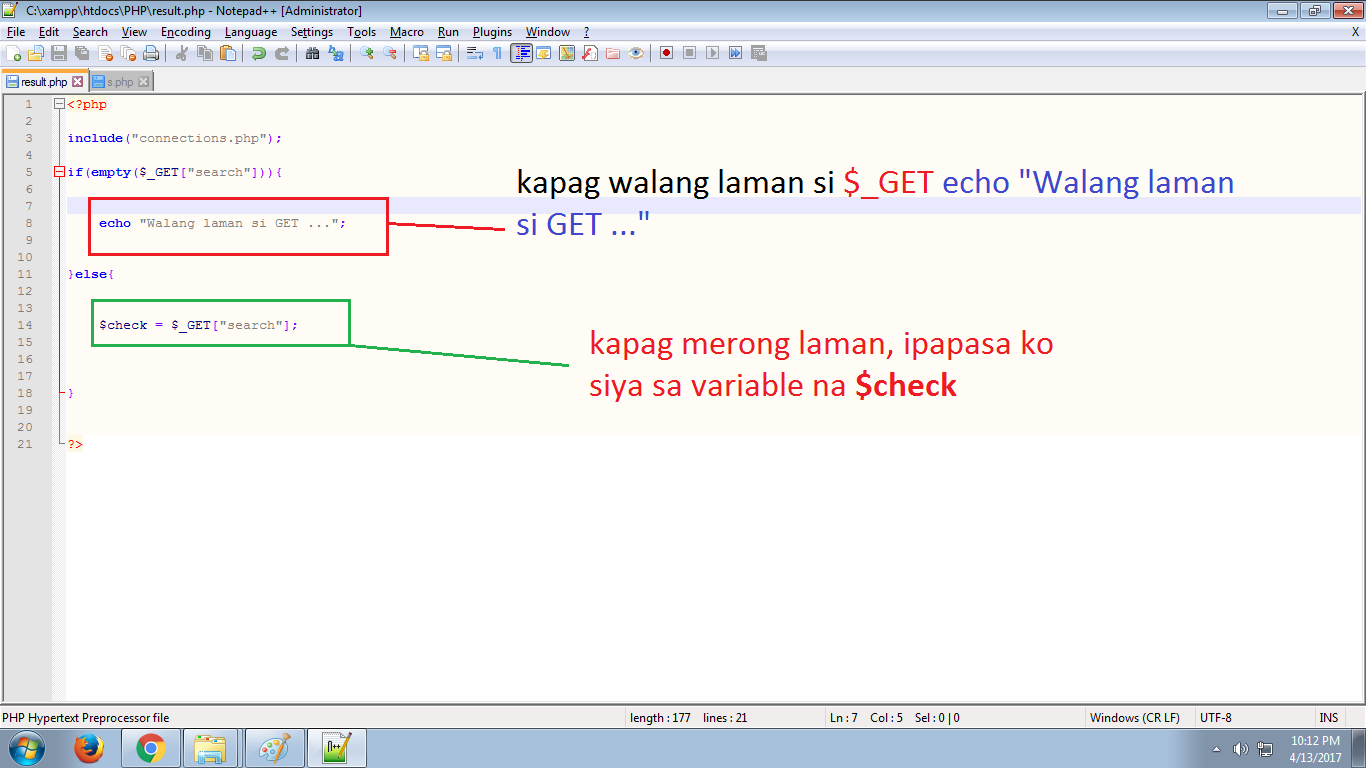 C:\xampp\htdocs\PHP\result.php - Notepad++ [Administrator]
File Edit Search View Encoding Language Settings Tools Macro Run Plugins Window ? X
result.php s.php
1 <?php
2
3 include("connections.php");
4
5 if(empty($_GET["search"])){
6
7
8 echo "Walang laman si GET ...";
9
10
11 }else{
12
13
14 $check = $_GET["search"];
15
16
17
18 }
19
20
21 ?>
kapag walang laman si $_GET echo "Walang laman
si GET ..."
kapag merong laman, ipapasa ko
siya sa variable na $check
PHP Hypertext Preprocessor file length : 177 lines : 21 Ln : 7 Col : 5 Sel : 0 | 0 Windows (CR LF) UTF-8 INS
10:12 PM
4/13/2017